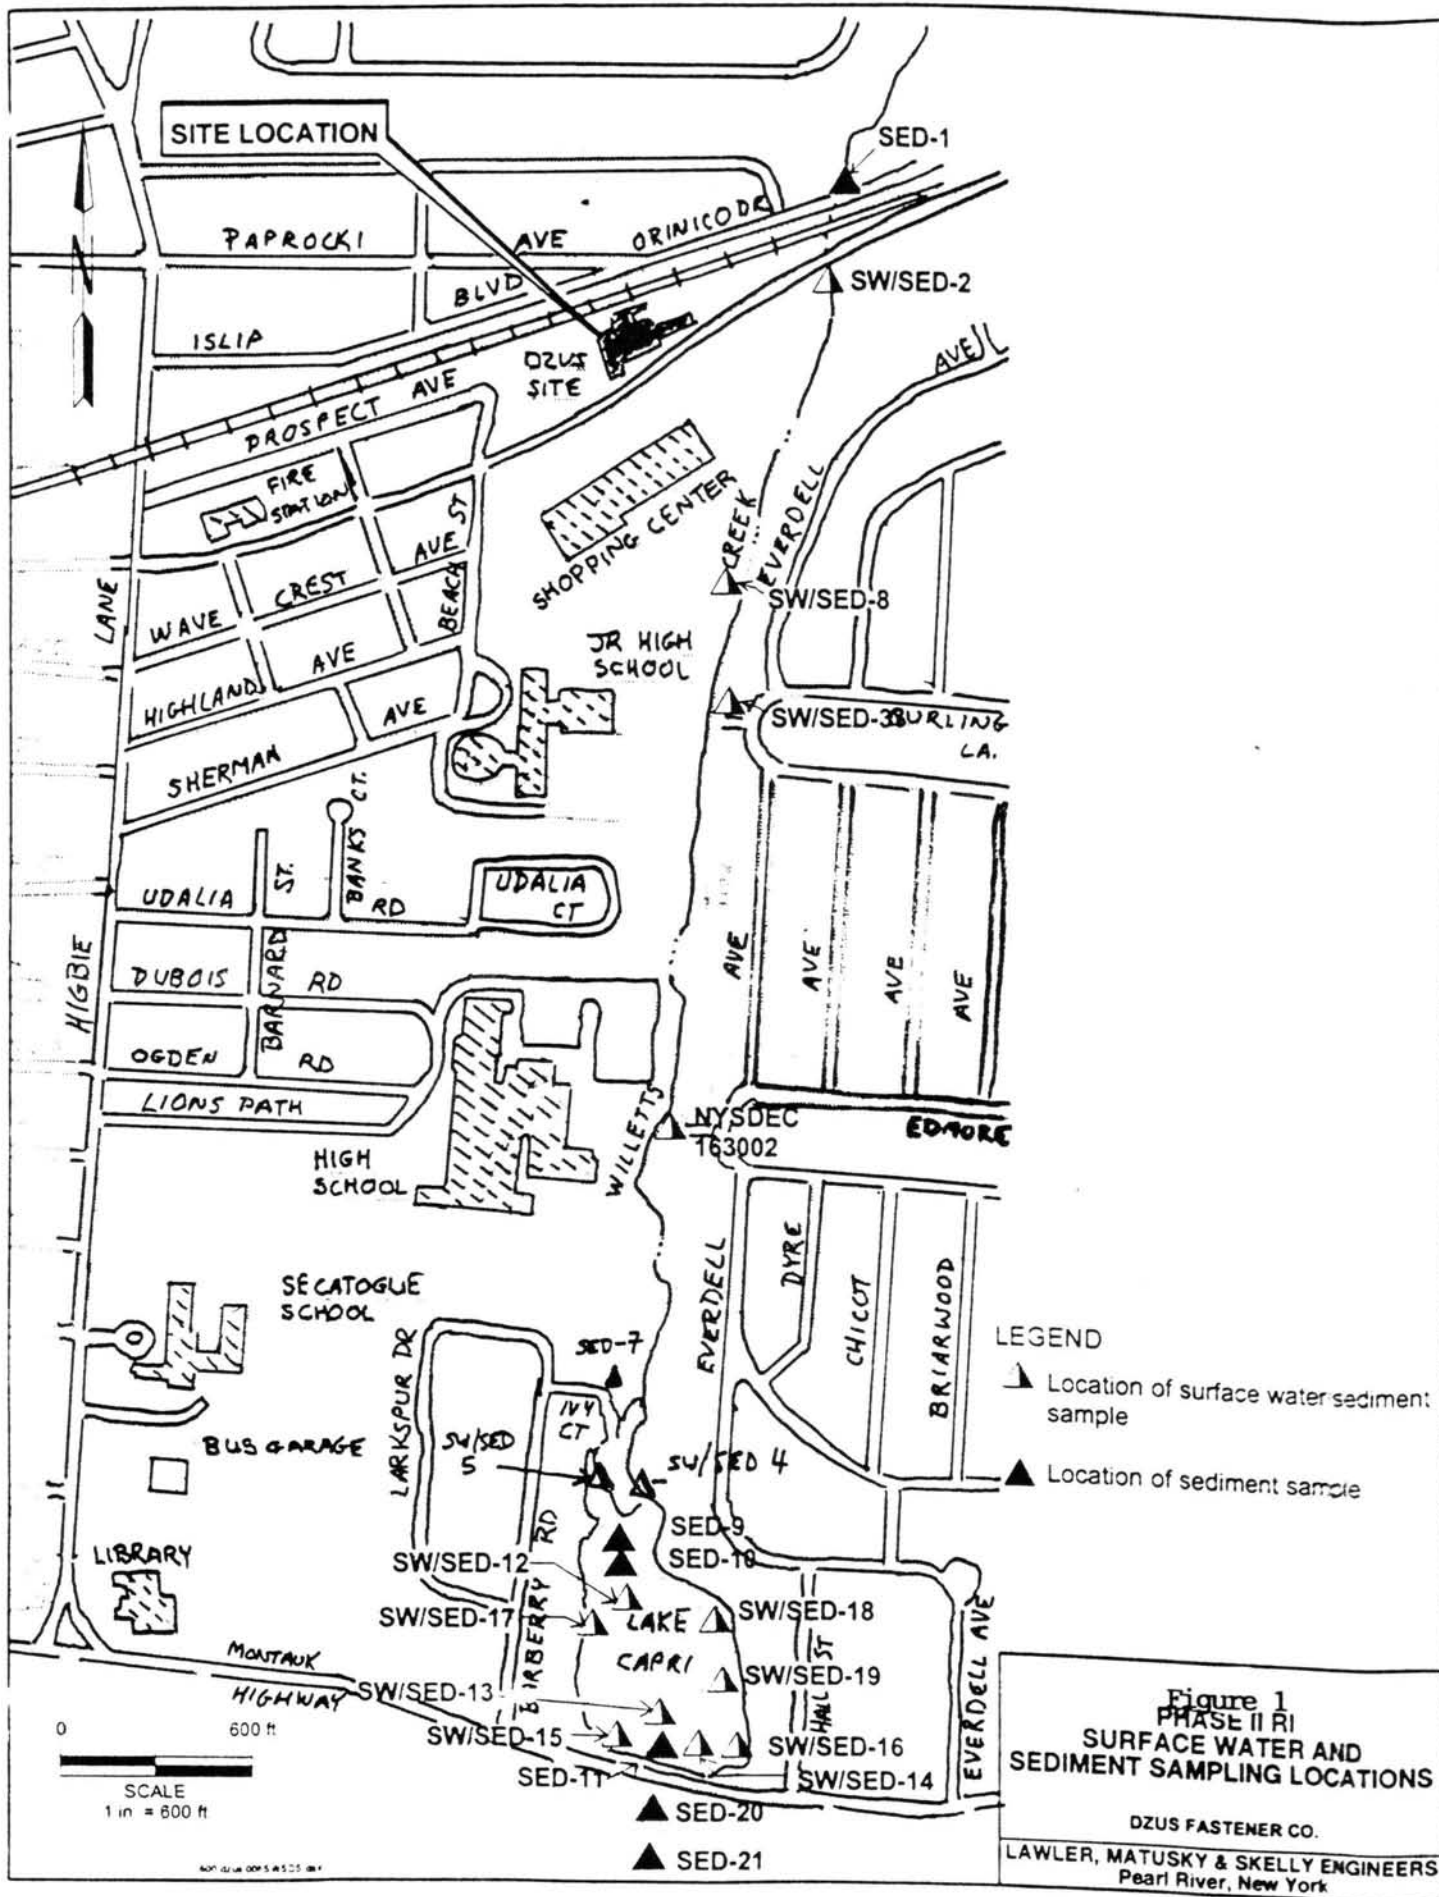 SED-1
SITE LOCATION
PAPROCKI
AVE
ORINICO DR
SW/SED-2
BLVD
ISLIP
DZUS
SITE
AVE
AVE
PROSPECT
FIRE
STATION
SHOPPING CENTER
CREEK
EVERDELL
AVE
ST
BEACH
CREST
WAVE
LANE
SW/SED-8
JR HIGH
SCHOOL
AVE
HIGHLAND
AVE
SW/SED-3
BURLING
LA.
SHERMAN
CT.
BANKS
ST.
UDALIA
RD
UDALIA
CT
HIGBIE
DUBOIS
BARNARD
RD
AVE
AVE
AVE
AVE
OGDEN
RD
LIONS PATH
WILLETTS
NYSDEC
163002
EDMORE
HIGH
SCHOOL
SECATOGUE
SCHOOL
LARKSPUR DR
SED-7
EVERDELL
DYRE
CHICOT
BRIARWOOD
LEGEND
Location of surface water sediment
sample
Location of sediment sample
IVY
CT
BUS GARAGE
SW/SED
5
SW/SED 4
SED-9
SED-10
RD
LIBRARY
SW/SED-12
BARBERRY
SW/SED-17
LAKE
CAPRI
SW/SED-18
SW/SED-19
HALL ST
EVERDELL AVE
MONTAUK
HIGHWAY
SW/SED-13
SW/SED-15
SW/SED-16
SED-11
SW/SED-14
SED-20
SED-21
0
600 ft
SCALE
1 in = 600 ft
Figure 1
PHASE II RI
SURFACE WATER AND
SEDIMENT SAMPLING LOCATIONS
DZUS FASTENER CO.
LAWLER, MATUSKY & SKELLY ENGINEERS
Pearl River, New York